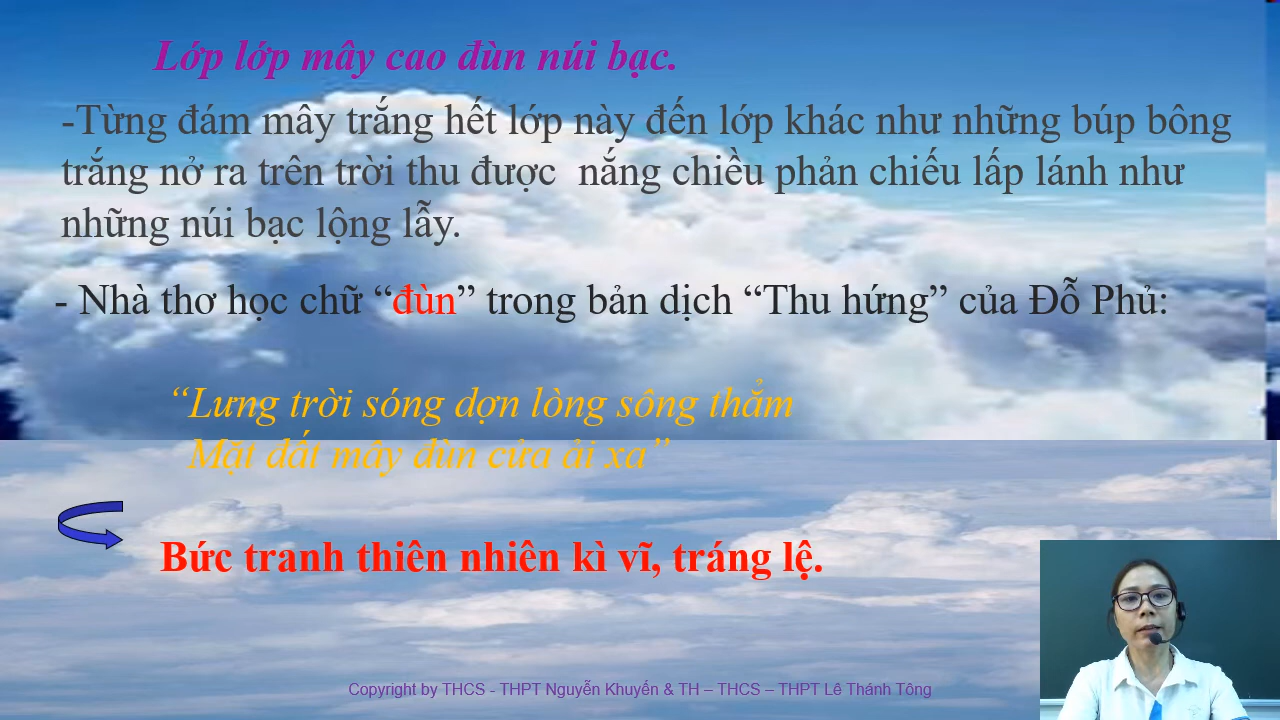 Lớp lớp mây cao đùn núi bạc.
-Từng đám mây trắng hết lớp này đến lớp khác như những búp bông
trắng nở ra trên trời thu được  nắng chiều phản chiếu lấp lánh như
những núi bạc lộng lẫy.
- Nhà thơ học chữ “đùn” trong bản dịch “Thu hứng” của Đỗ Phủ:
“Lưng trời sóng dợn lòng sông thẳm
Mặt đất mây đùn cửa ải xa”
Bức tranh thiên nhiên kì vĩ, tráng lệ.
Copyright by THCS - THPT Nguyễn Khuyến & TH – THCS – THPT Lê Thánh Tông